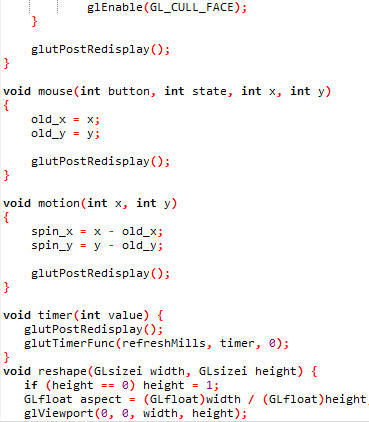 glEnable(GL_CULL_FACE);
}
glutPostRedisplay();
}
void mouse(int button, int state, int x, int y)
{
old_x = x;
old_y = y;
glutPostRedisplay();
}
void motion(int x, int y)
{
spin_x = x - old_x;
spin_y = y - old_y;
glutPostRedisplay();
}
void timer(int value) {
glutPostRedisplay();
glutTimerFunc(refreshMills, timer, 0);
}
void reshape(GLsizei width, GLsizei height) {
if (height == 0) height = 1;
GLfloat aspect = (GLfloat)width / (GLfloat)height
glViewport(0, 0, width, height);